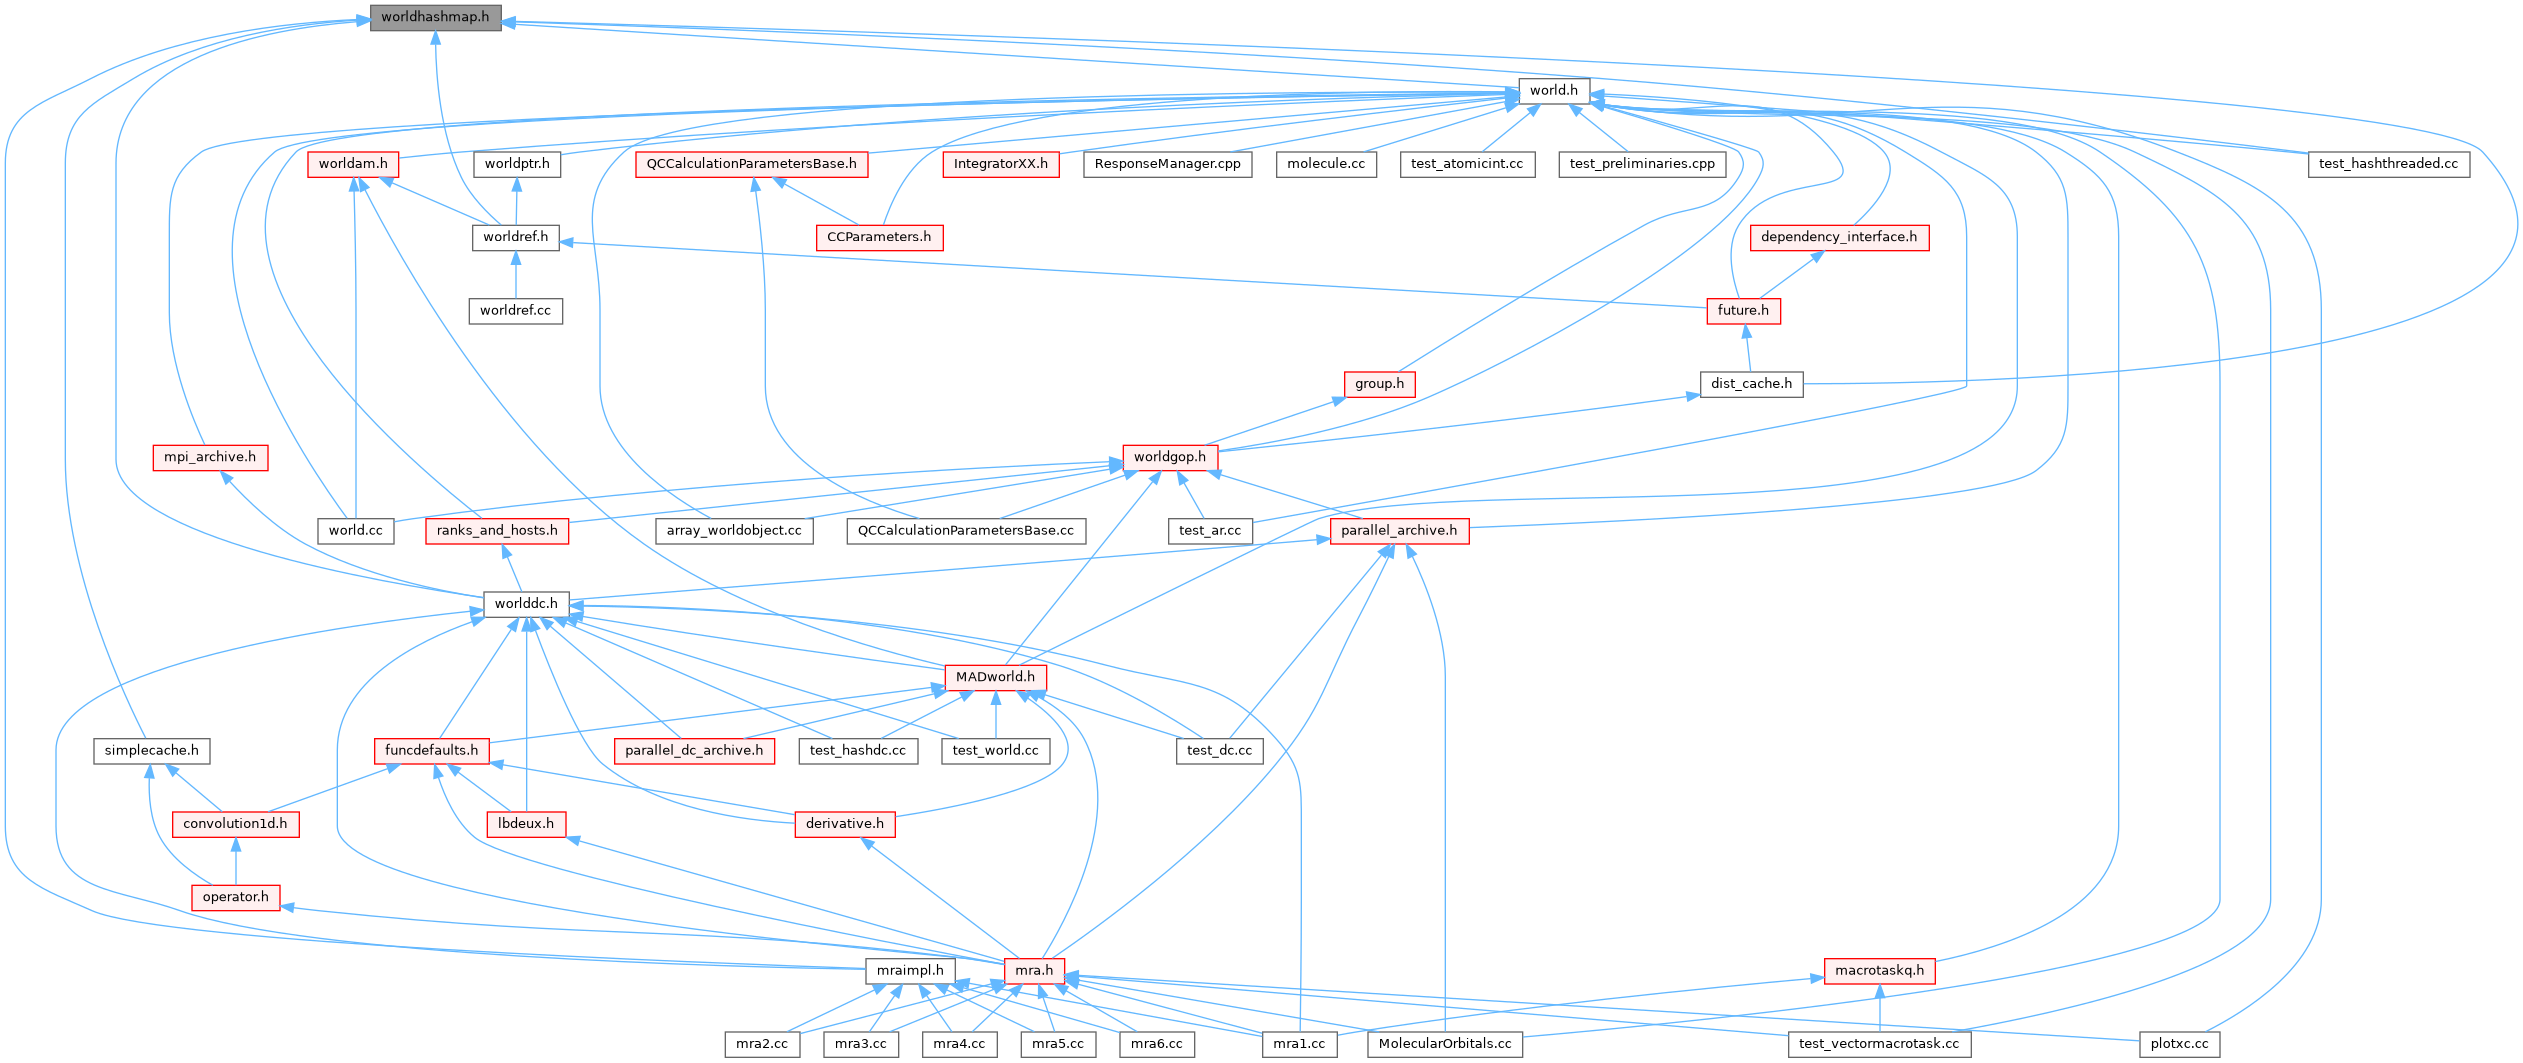 worldhashmap.h
world.h
worldam.h
worldptr.h
QCCalculationParametersBase.h
IntegratorXX.h
ResponseManager.cpp
molecule.cc
test_atomicint.cc
test_preliminaries.cpp
test_hashthreaded.cc
worldref.h
CCParameters.h
dependency_interface.h
worldref.cc
future.h
group.h
dist_cache.h
mpi_archive.h
worldgop.h
world.cc
ranks_and_hosts.h
array_worldobject.cc
QCCalculationParametersBase.cc
test_ar.cc
parallel_archive.h
worlddc.h
MADworld.h
simplecache.h
funcdefaults.h
parallel_dc_archive.h
test_hashdc.cc
test_world.cc
test_dc.cc
convolution1d.h
lbdeux.h
derivative.h
operator.h
mraimpl.h
mra.h
macrotaskq.h
mra2.cc
mra3.cc
mra4.cc
mra5.cc
mra6.cc
mra1.cc
MolecularOrbitals.cc
test_vectormacrotask.cc
plotxc.cc